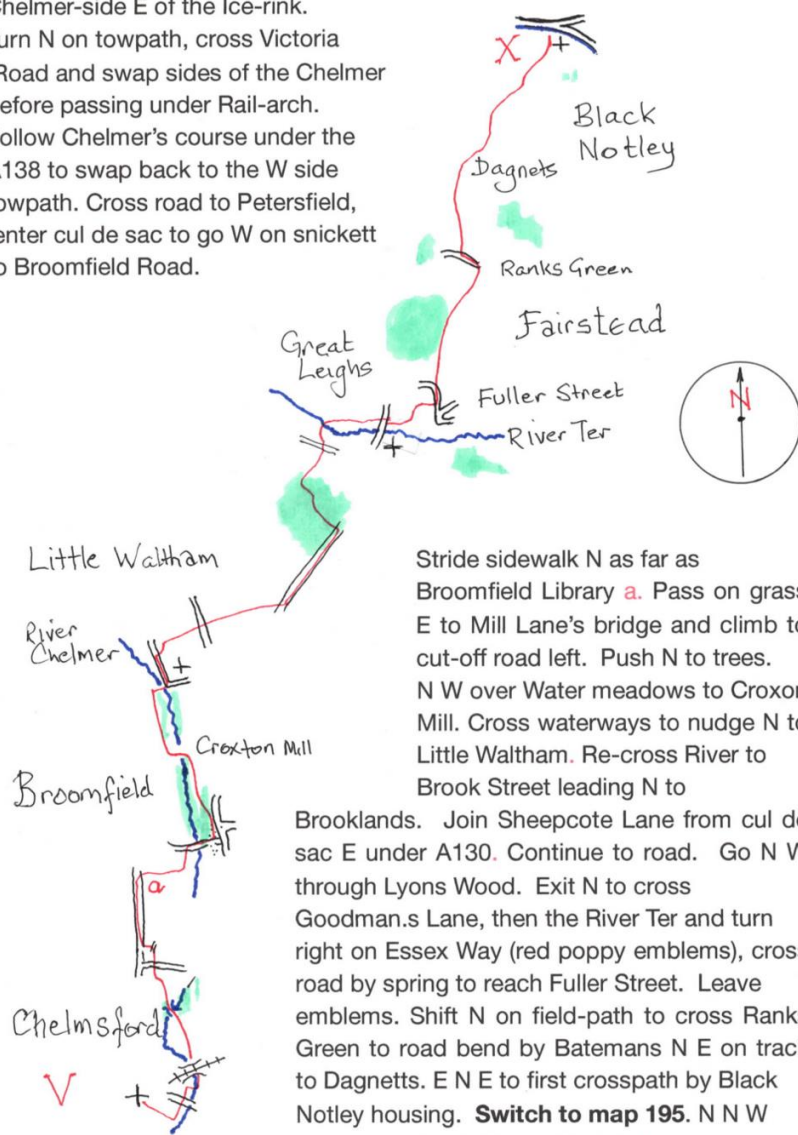 helmer-side E of the Ice-rink.
urn N on towpath, cross Victoria
Road and swap sides of the Chelmer
efore passing under Rail-arch.
ollow Chelmer's course under the
138 to swap back to the W side
owpath. Cross road to Petersfield,
enter cul de sac to go W on snickett
o Broomfield Road.
X
Black
Notley
Dagnets
Ranks Green
Fairstead
Great
Leighs
Fuller Street
River Ter
N
Little Waltham
River
Chelmer
Croxton Mill
Broomfield
a
Chelmsford
V
Stride sidewalk N as far as
Broomfield Library a. Pass on grass
E to Mill Lane's bridge and climb to
cut-off road left. Push N to trees.
N W over Water meadows to Croxon
Mill. Cross waterways to nudge N to
Little Waltham. Re-cross River to
Brook Street leading N to
Brooklands. Join Sheepcote Lane from cul de
sac E under A130. Continue to road. Go N W
through Lyons Wood. Exit N to cross
Goodman.s Lane, then the River Ter and turn
right on Essex Way (red poppy emblems), cros
road by spring to reach Fuller Street. Leave
emblems. Shift N on field-path to cross Rank
Green to road bend by Batemans N E on trac
to Dagnetts. E N E to first crosspath by Black
Notley housing. Switch to map 195. N N W